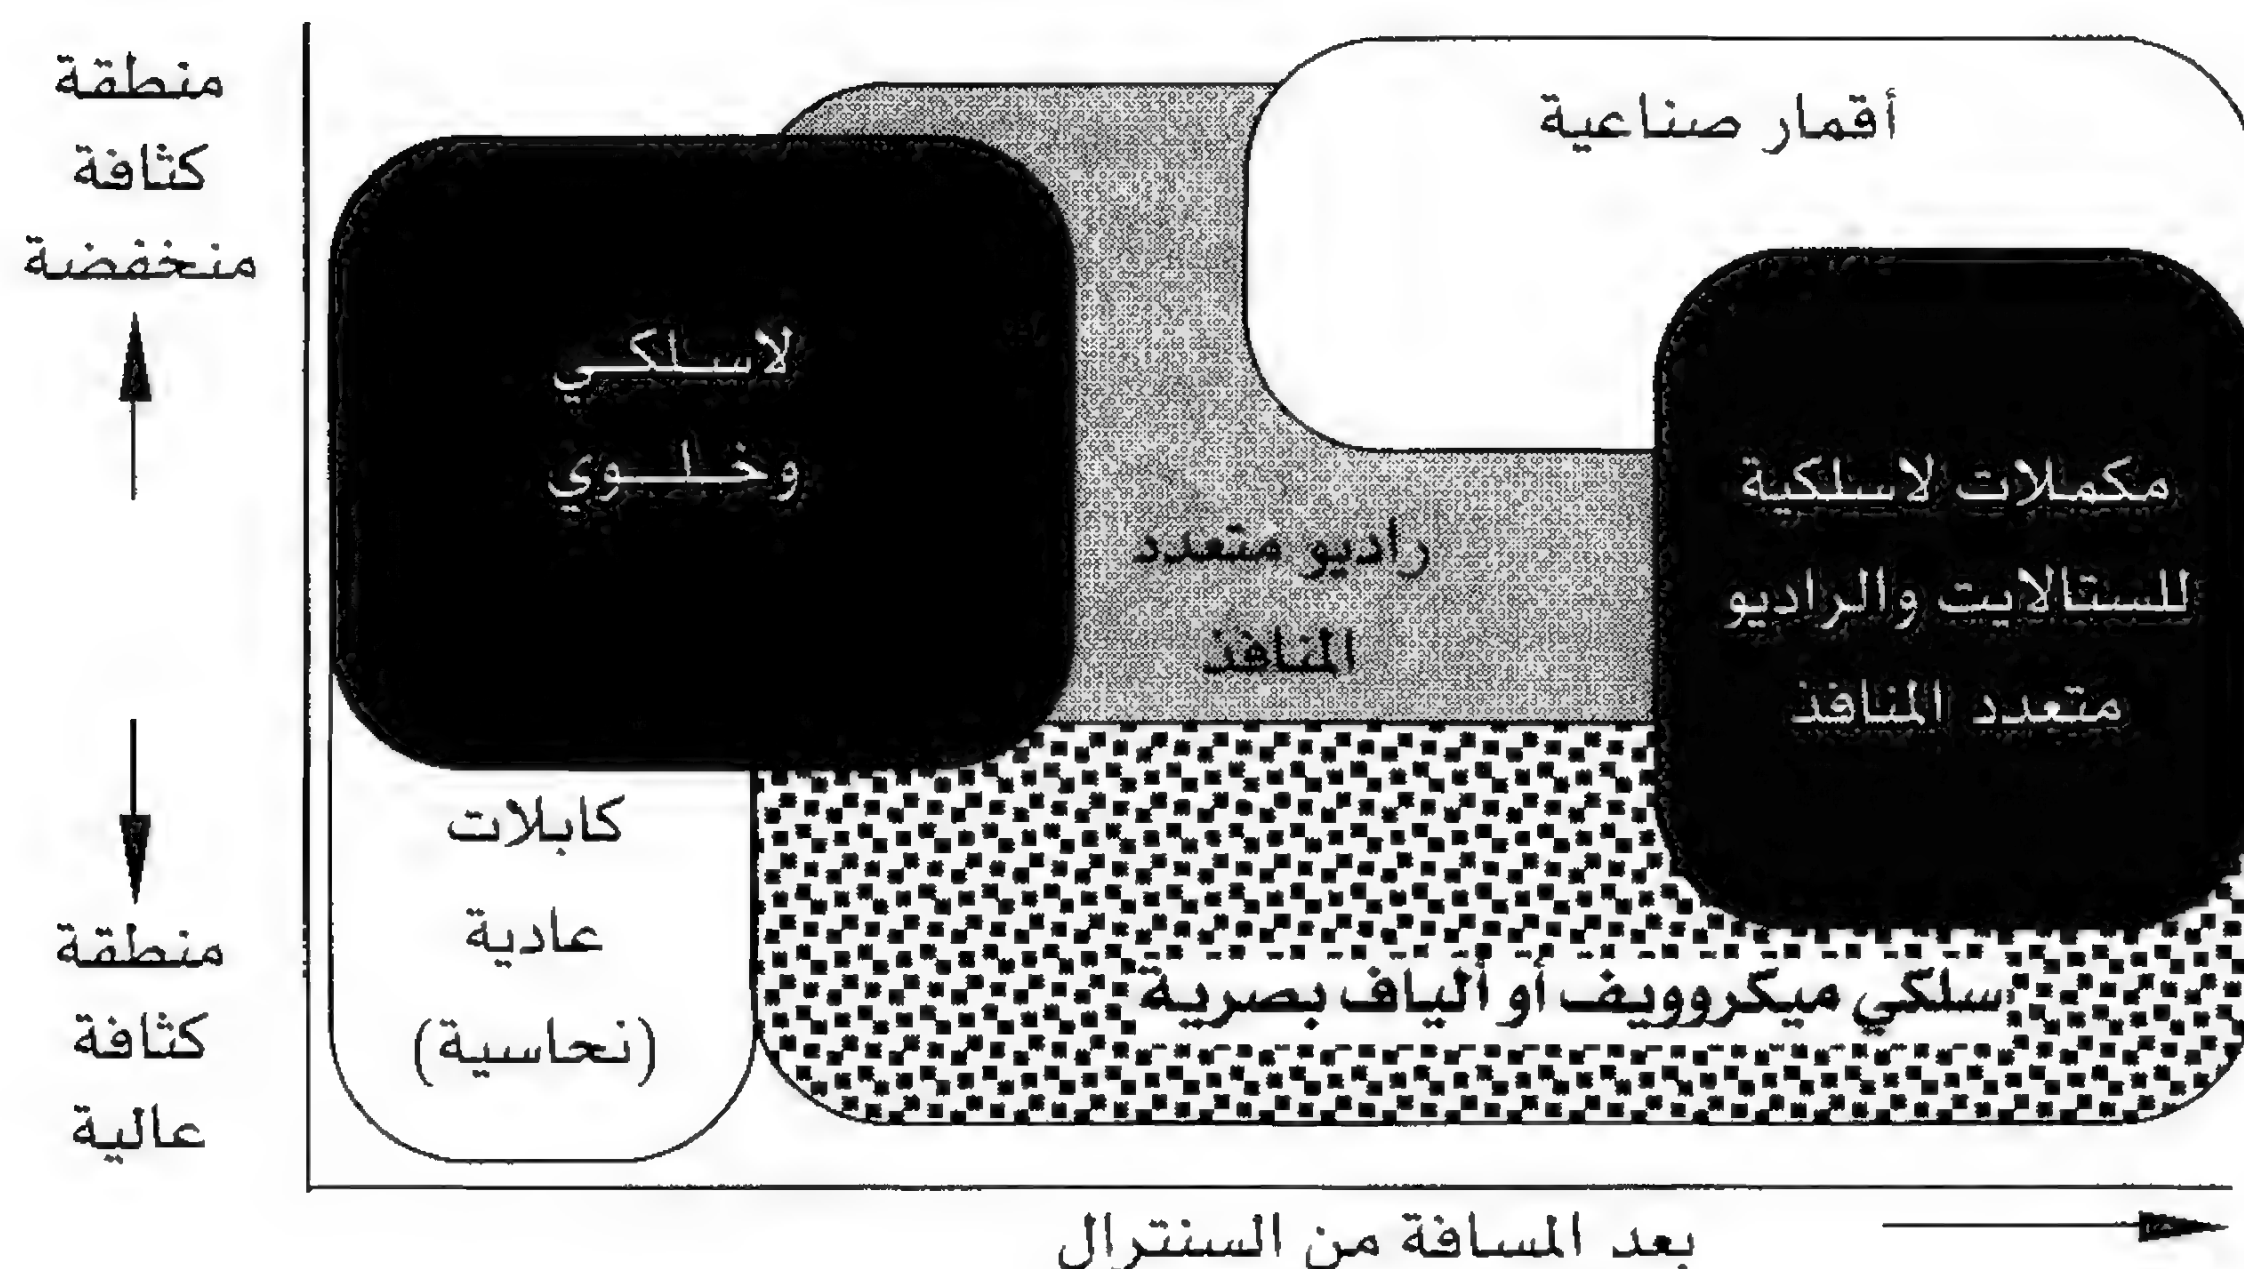 منطقة
كثافة
منخفضة
منطقة
كثافة
عالية
أقمار صناعية
لاسلكي
وخلوي
راديو متعدد
المنافذ
مكملات لاسلكية
للستالايت والراديو
متعدد المنافذ
كابلات
عادية
(نحاسية)
سلكي ميكروويف أو ألياف بصرية
بعد المسافة من السنترال